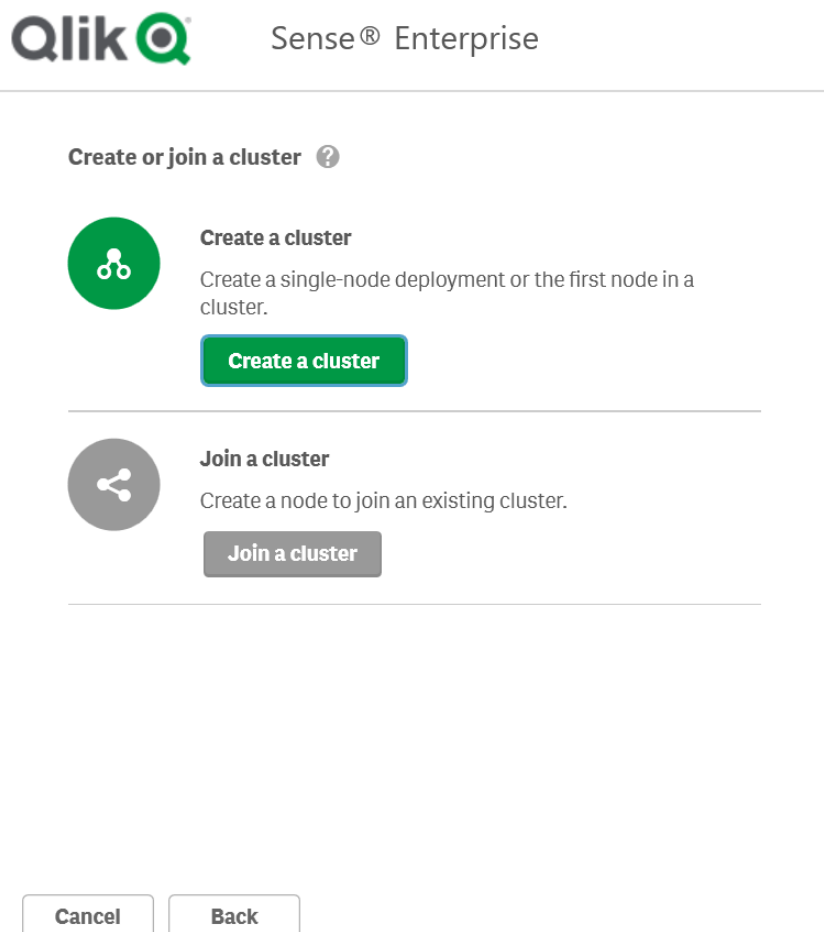 Qlik Sense® Enterprise
Create or join a cluster ?
Create a cluster
Create a single-node deployment or the first node in a
cluster.
Create a cluster
Join a cluster
Create a node to join an existing cluster.
Join a cluster
Cancel Back